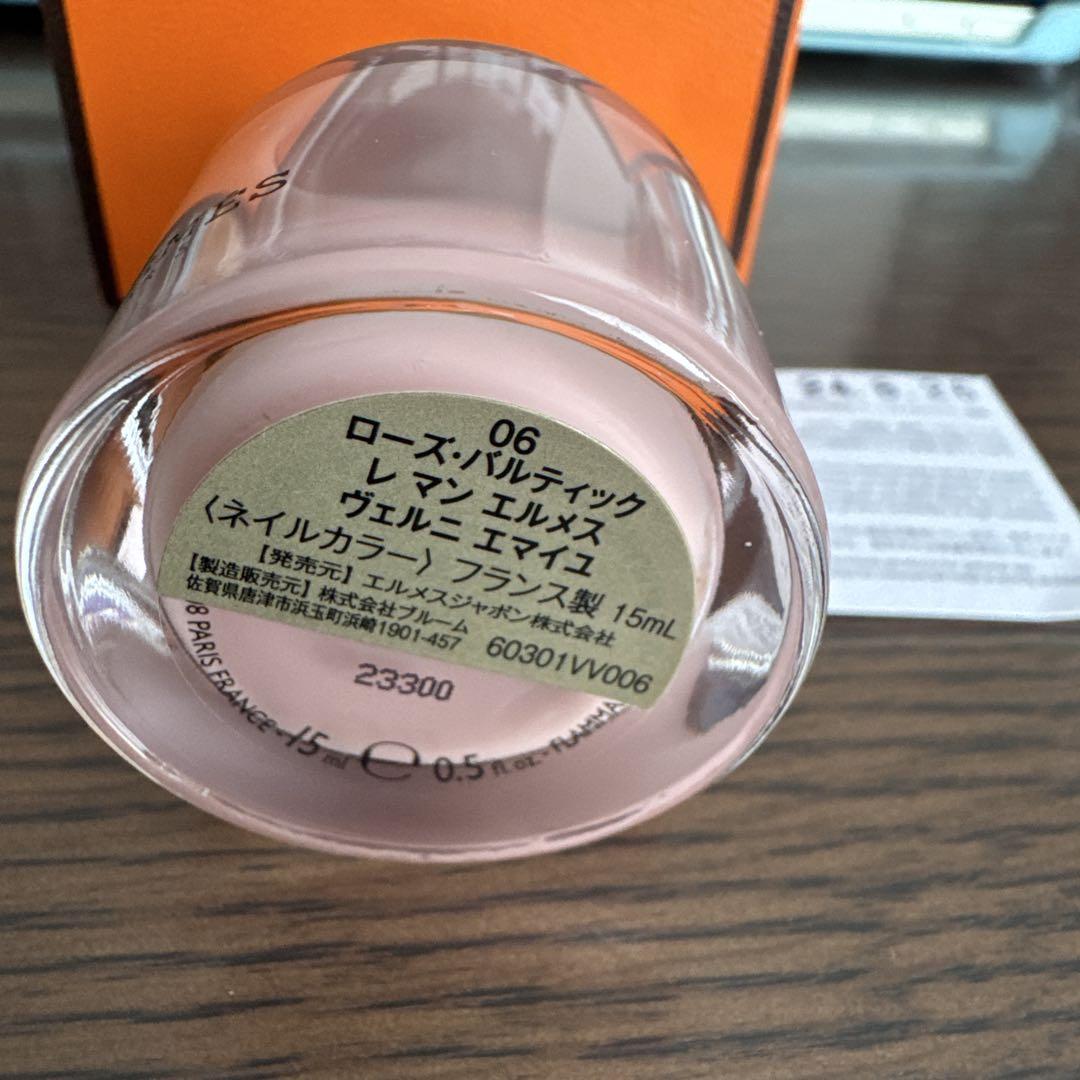 06
ローズ・バルティック
レ マン エルメス
ヴェルニ エマイユ
〈ネイルカラー〉 フランス製 15mL
【発売元】エルメスジャポン株式会社
【製造販売元】株式会社ブルーム
佐賀県唐津市浜玉町浜崎1901-457 60301VV006
23300
08 PARIS FRANCE · 15 ml ℮ 0.5 fl.oz. · FLAMMA